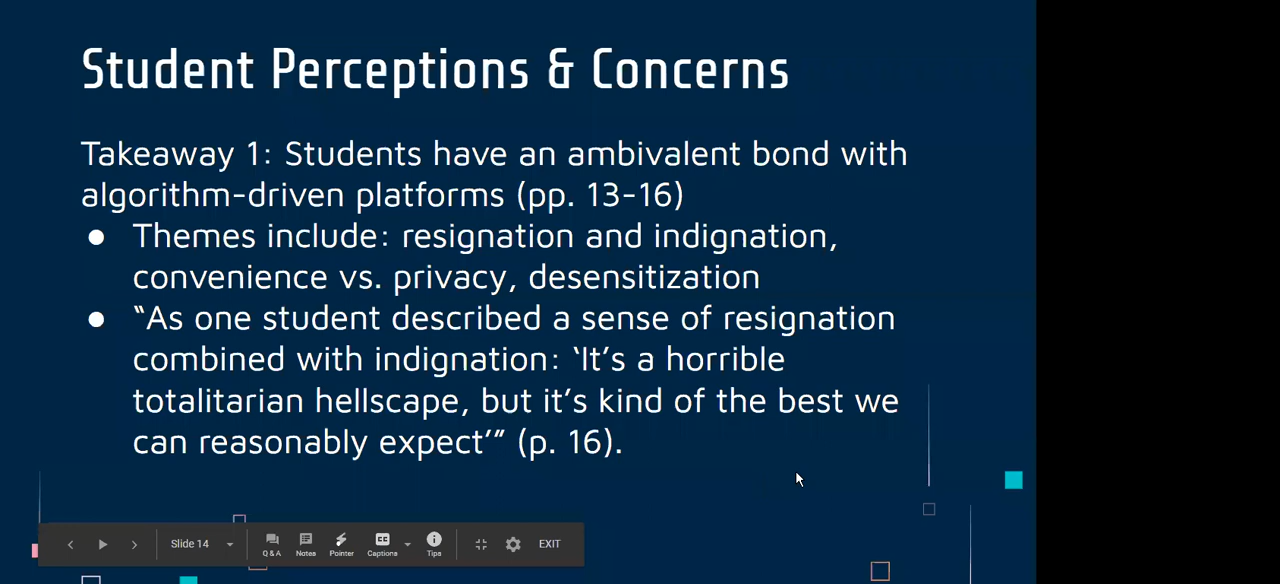 Student Perceptions & Concerns
Takeaway 1: Students have an ambivalent bond with
algorithm-driven platforms (pp. 13-16)
● Themes include: resignation and indignation,
convenience vs. privacy, desensitization
● “As one student described a sense of resignation
combined with indignation: ‘It’s a horrible
totalitarian hellscape, but it’s kind of the best we
can reasonably expect’” (p. 16).
Slide 14
Q & A
Notes
Pointer
Captions
Tips
EXIT